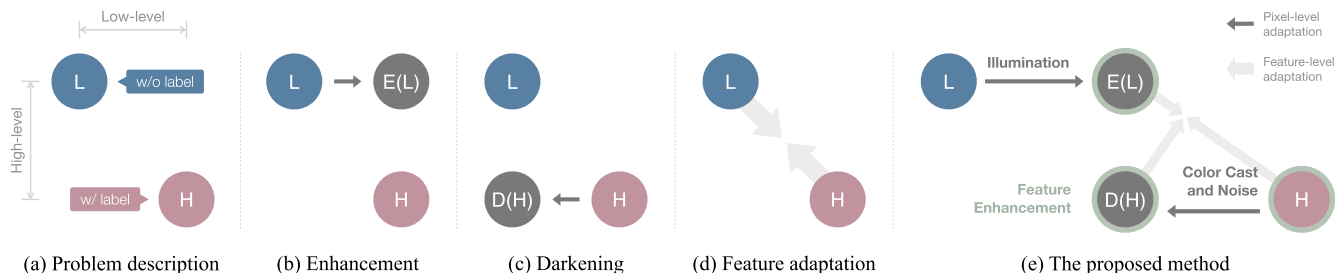 Low-level
High-level
L
w/o label
w/ label
H
(a) Problem description
L
E(L)
H
(b) Enhancement
L
D(H)
H
(c) Darkening
L
H
(d) Feature adaptation
L
Illumination
E(L)
Pixel-level
adaptation
Feature-level
adaptation
Feature
Enhancement
D(H)
Color Cast
and Noise
H
(e) The proposed method